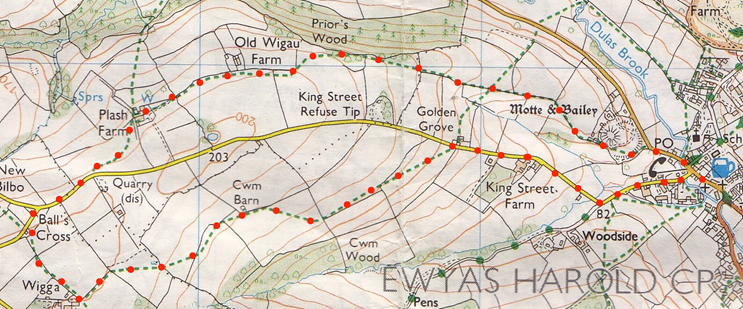 Prior's
Wood
Farm
Old Wigau
Farm
Dulas Brook
170
Sprs
W
Plash
Farm
King Street
Refuse Tip
200
Golden
Grove
Motte & Bailey
PO
Sch
203
New
Bilbo
Quarry
(dis)
Cwm
Barn
King Street
Farm
Ball's
Cross
82
Woodside
Cwm
Wood
EWYAS HAROLD CP
Wigga
Pens